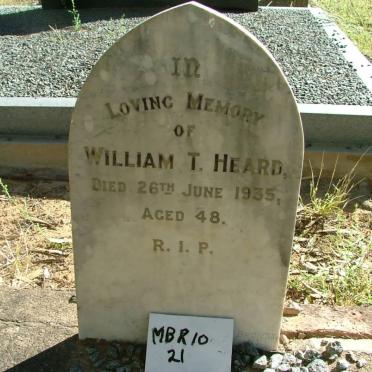 IN
LOVING MEMORY
OF
WILLIAM T. HEARD,
DIED 26TH JUNE 1935,
AGED 48.
R. I. P.
MBR10
21